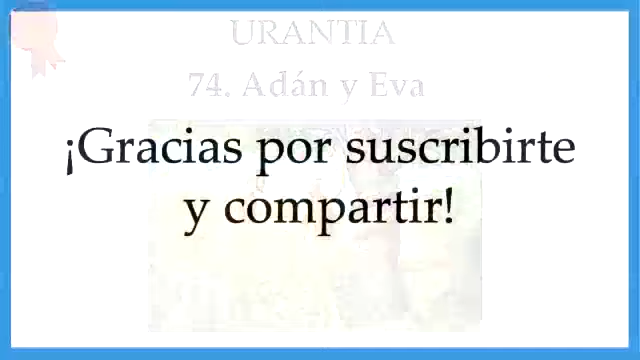 URANTIA
74. Adán y Eva
¡Gracias por suscribirte
y compartir!